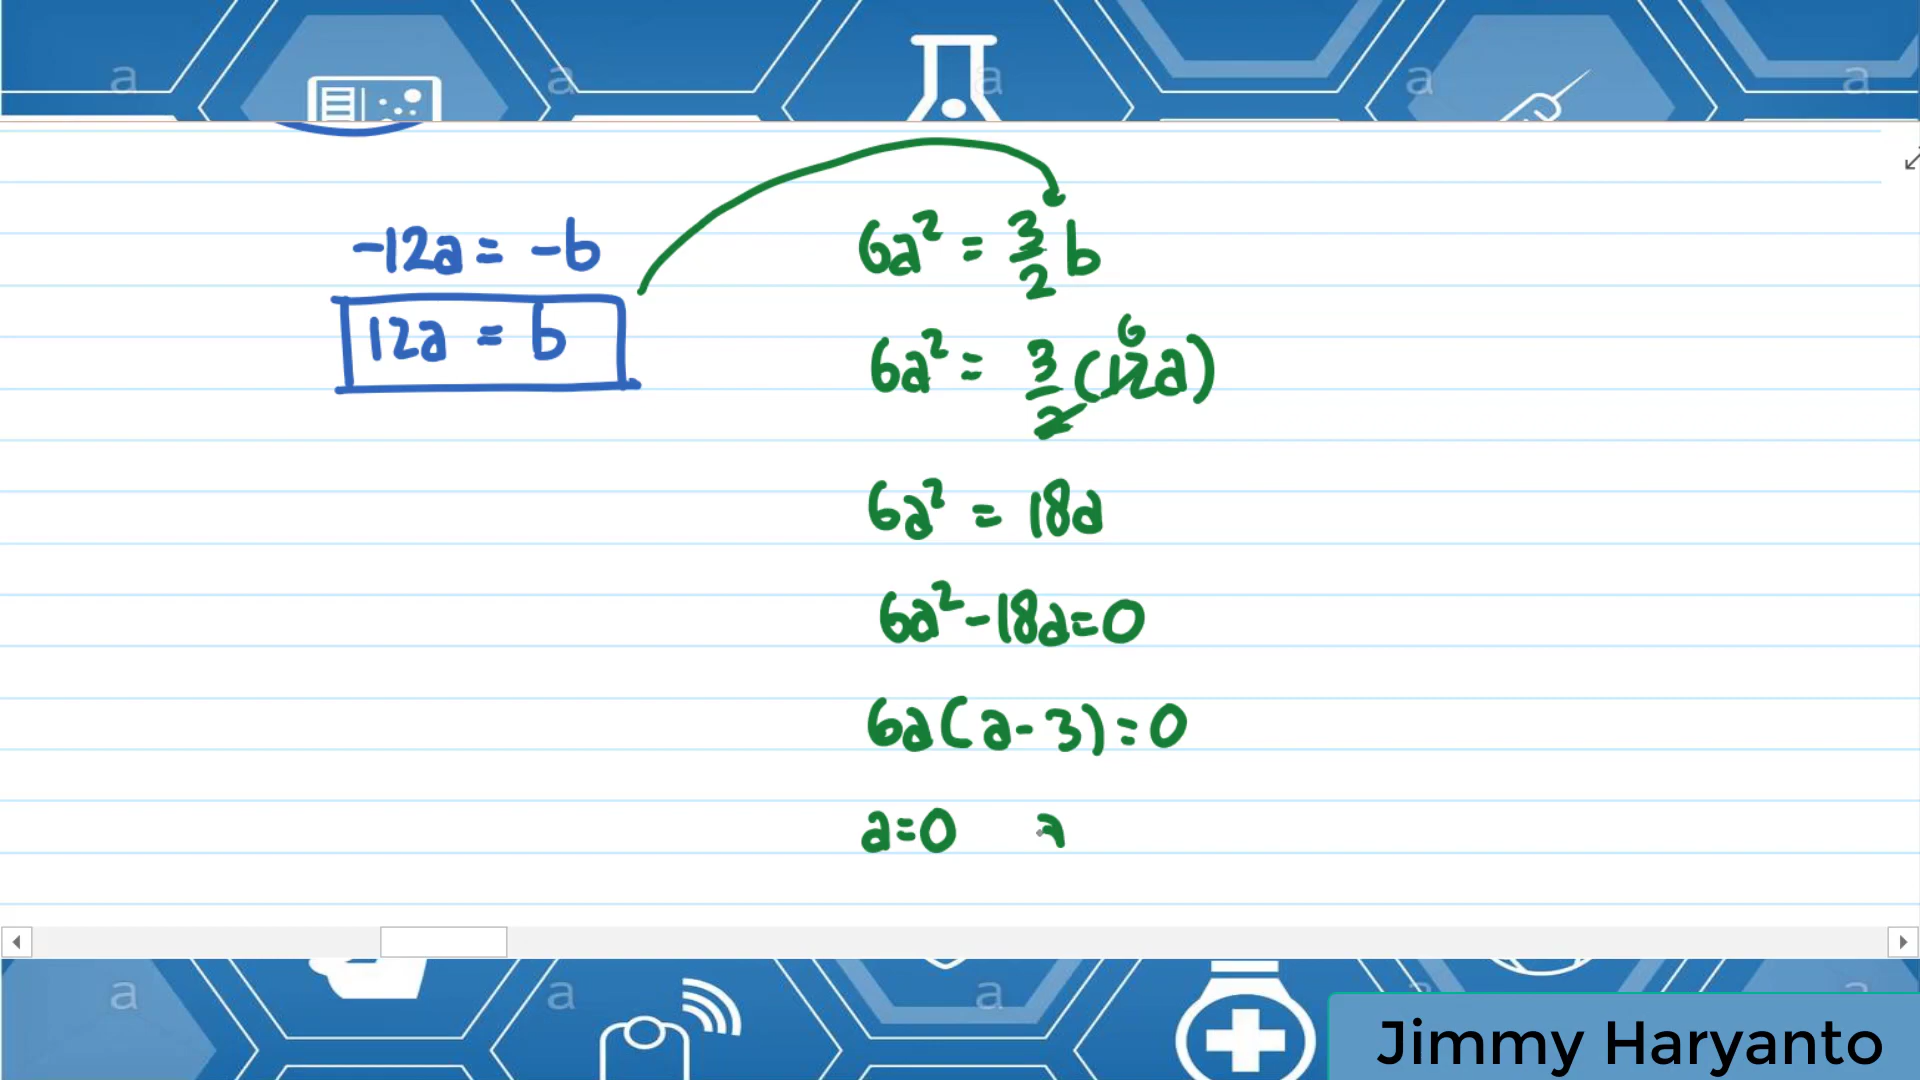 a a a a a
-12a = -b
12a = b
6a² = 3/2 b
6
6a² = 3/2 (12a)
6a² = 18a
6a² - 18a = 0
6a(a - 3) = 0
a = 0 a
a a a
Jimmy Haryanto